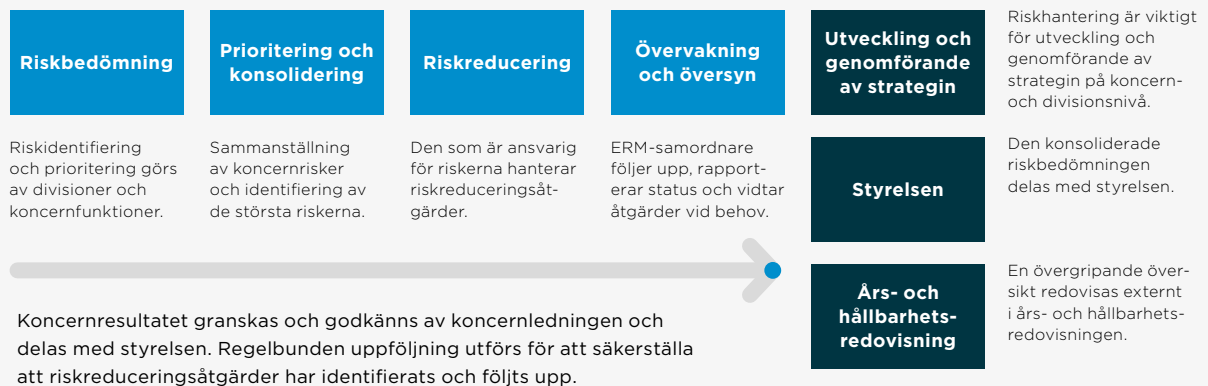 Riskbedömning
Riskidentifiering
och prioritering görs
av divisioner och
koncernfunktioner.
Prioritering och
konsolidering
Sammanställning
av koncernrisker
och identifiering av
de största riskerna.
Riskreducering
Den som är ansvarig
för riskerna hanterar
riskreduceringsåt-
gärder.
Övervakning
och översyn
ERM-samordnare
följer upp, rapport-
erar status och vidtar
åtgärder vid behov.
Koncernresultatet granskas och godkänns av koncernledningen och
delas med styrelsen. Regelbunden uppföljning utförs för att säkerställa
att riskreduceringsåtgärder har identifierats och följts upp.
Utveckling och
genomförande
av strategin
Riskhantering är viktigt
för utveckling och
genomförande av
strategin på koncern-
och divisionsnivå.
Styrelsen
Den konsoliderade
riskbedömningen
delas med styrelsen.
Års- och
hållbarhets-
redovisning
En övergripande över-
sikt redovisas externt
i års- och hållbarhets-
redovisningen.